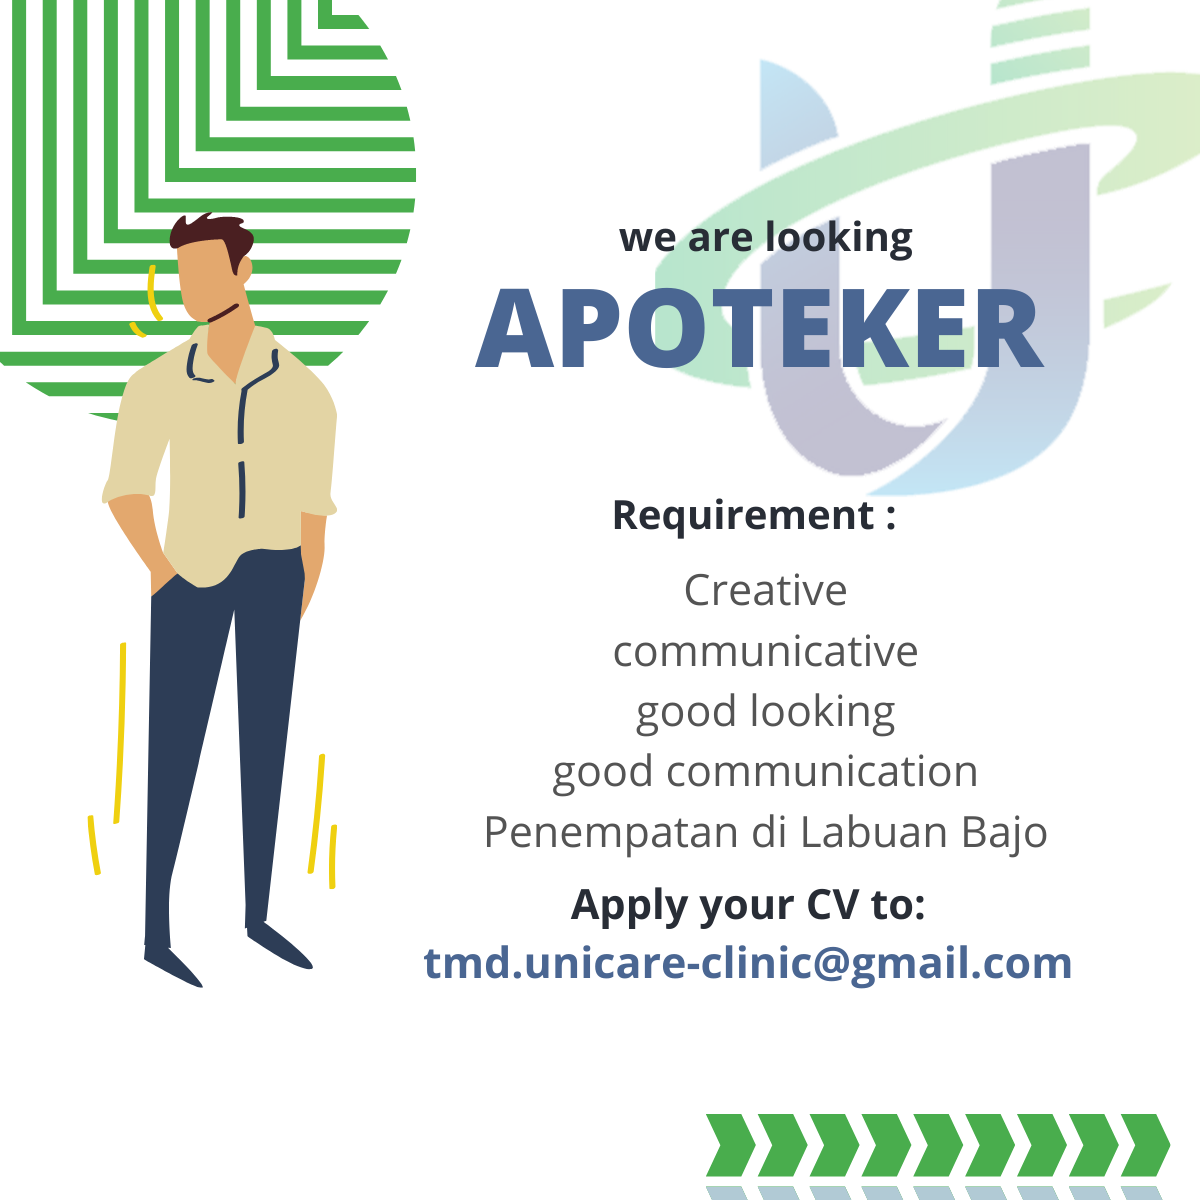 we are looking
APOTEKER
Requirement :
Creative
communicative
good looking
good communication
Penempatan di Labuan Bajo
Apply your CV to:
tmd.unicare-clinic@gmail.com